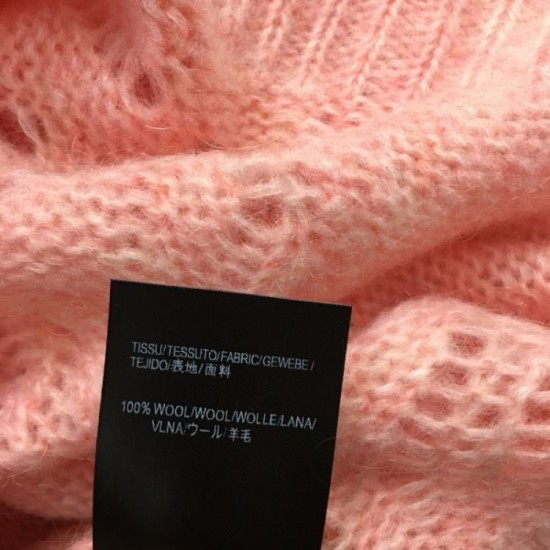 TISSU/TESSUTO/FABRIC/GEWEBE/
TEJIDO/表地/面料
100% WOOL/WOOL/WOLLE/LANA/
VLNA/ウール/羊毛